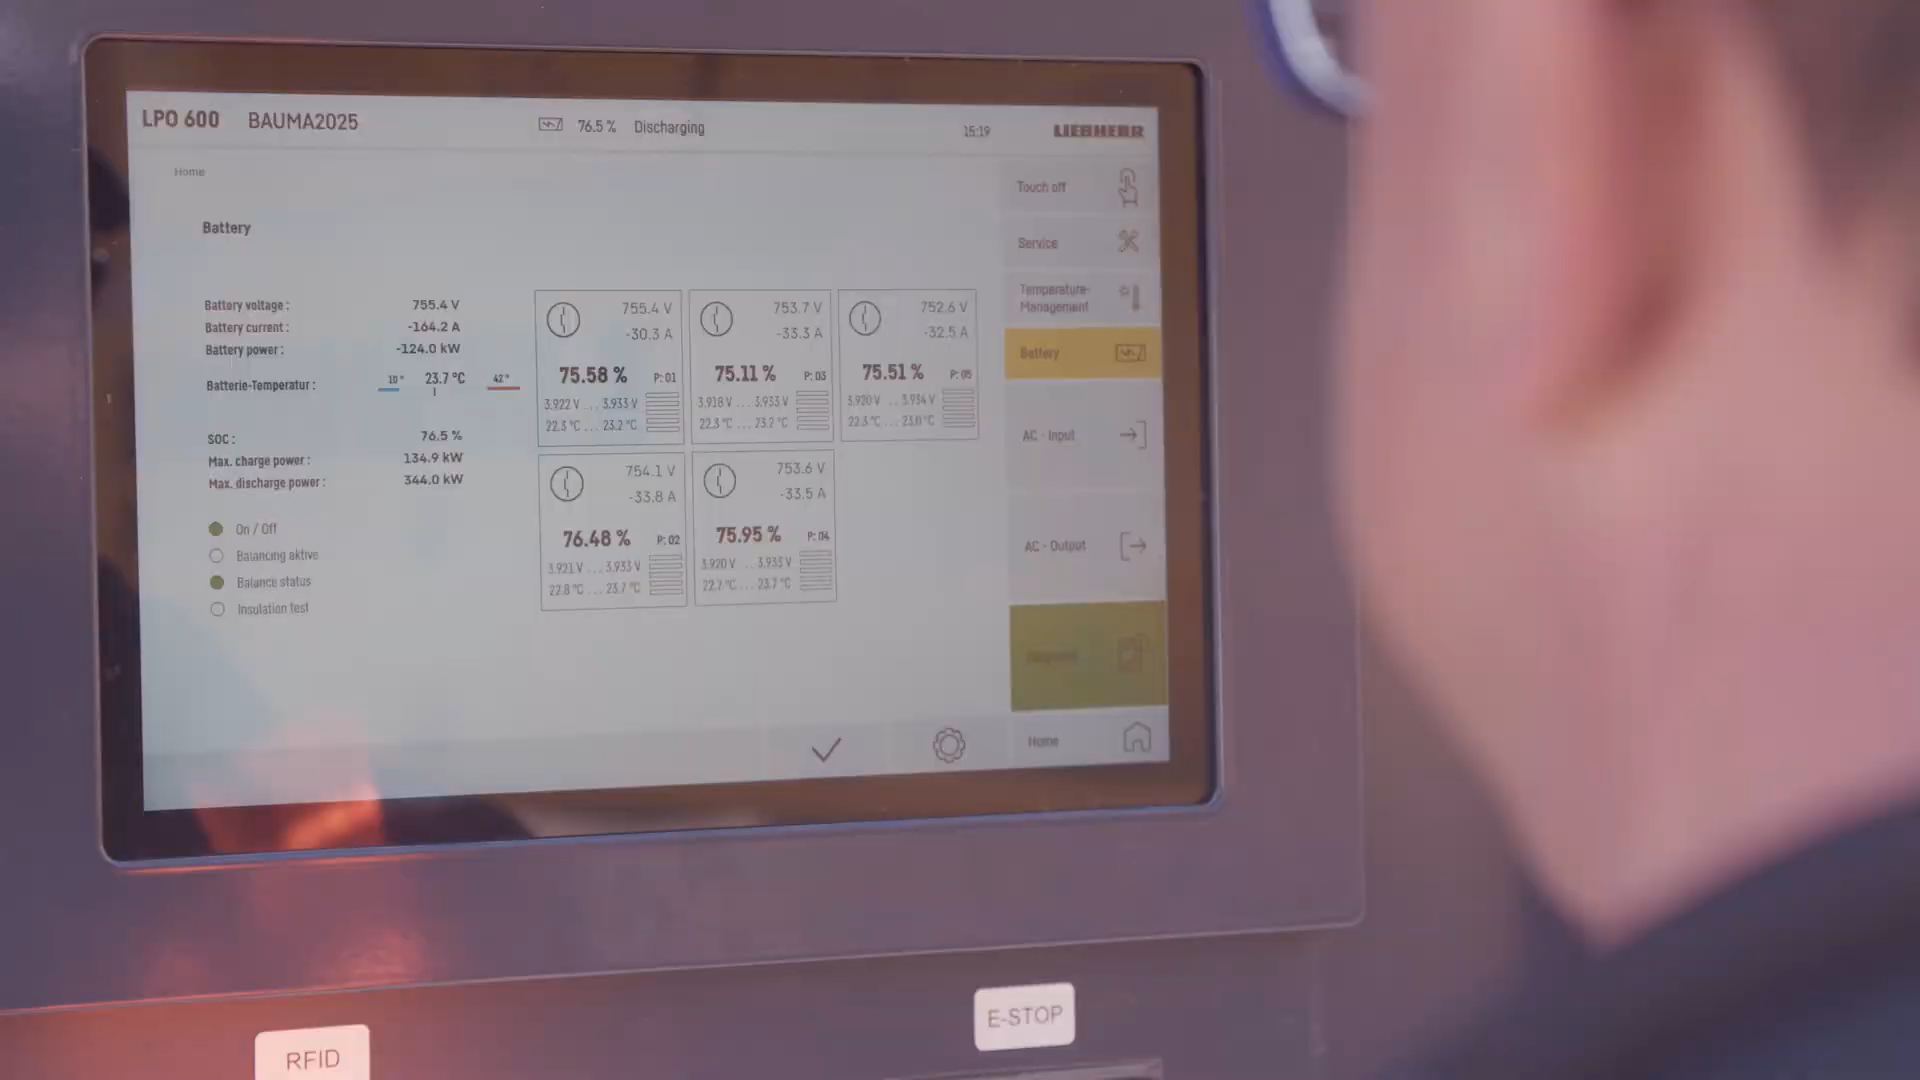 LPO 600 BAUMA2025 76.5 % Discharging 15:19 LIEBHERR
Home
Battery
Battery voltage : 755.4 V
Battery current : -164.2 A
Battery power : -124.0 kW
Batterie-Temperatur : 10° 23.7 °C 42°
SOC : 76.5 %
Max. charge power : 134.9 kW
Max. discharge power : 344.0 kW
On / Off
Balancing aktive
Balance status
Insulation test
755.4 V
-30.3 A
75.58 % P: 01
3.922 V ... 3.933 V
22.3 °C ... 23.2 °C
753.7 V
-33.3 A
75.11 % P: 03
3.918 V ... 3.933 V
22.3 °C ... 23.2 °C
752.6 V
-32.5 A
75.51 % P: 05
3.920 V ... 3.934 V
22.3 °C ... 23.0 °C
754.1 V
-33.8 A
76.48 % P: 02
3.921 V ... 3.933 V
22.8 °C ... 23.7 °C
753.6 V
-33.5 A
75.95 % P: 04
3.920 V ... 3.933 V
22.7 °C ... 23.7 °C
Touch off
Service
Temperature-
Management
Battery
AC - Input
AC - Output
Home
RFID
E-STOP